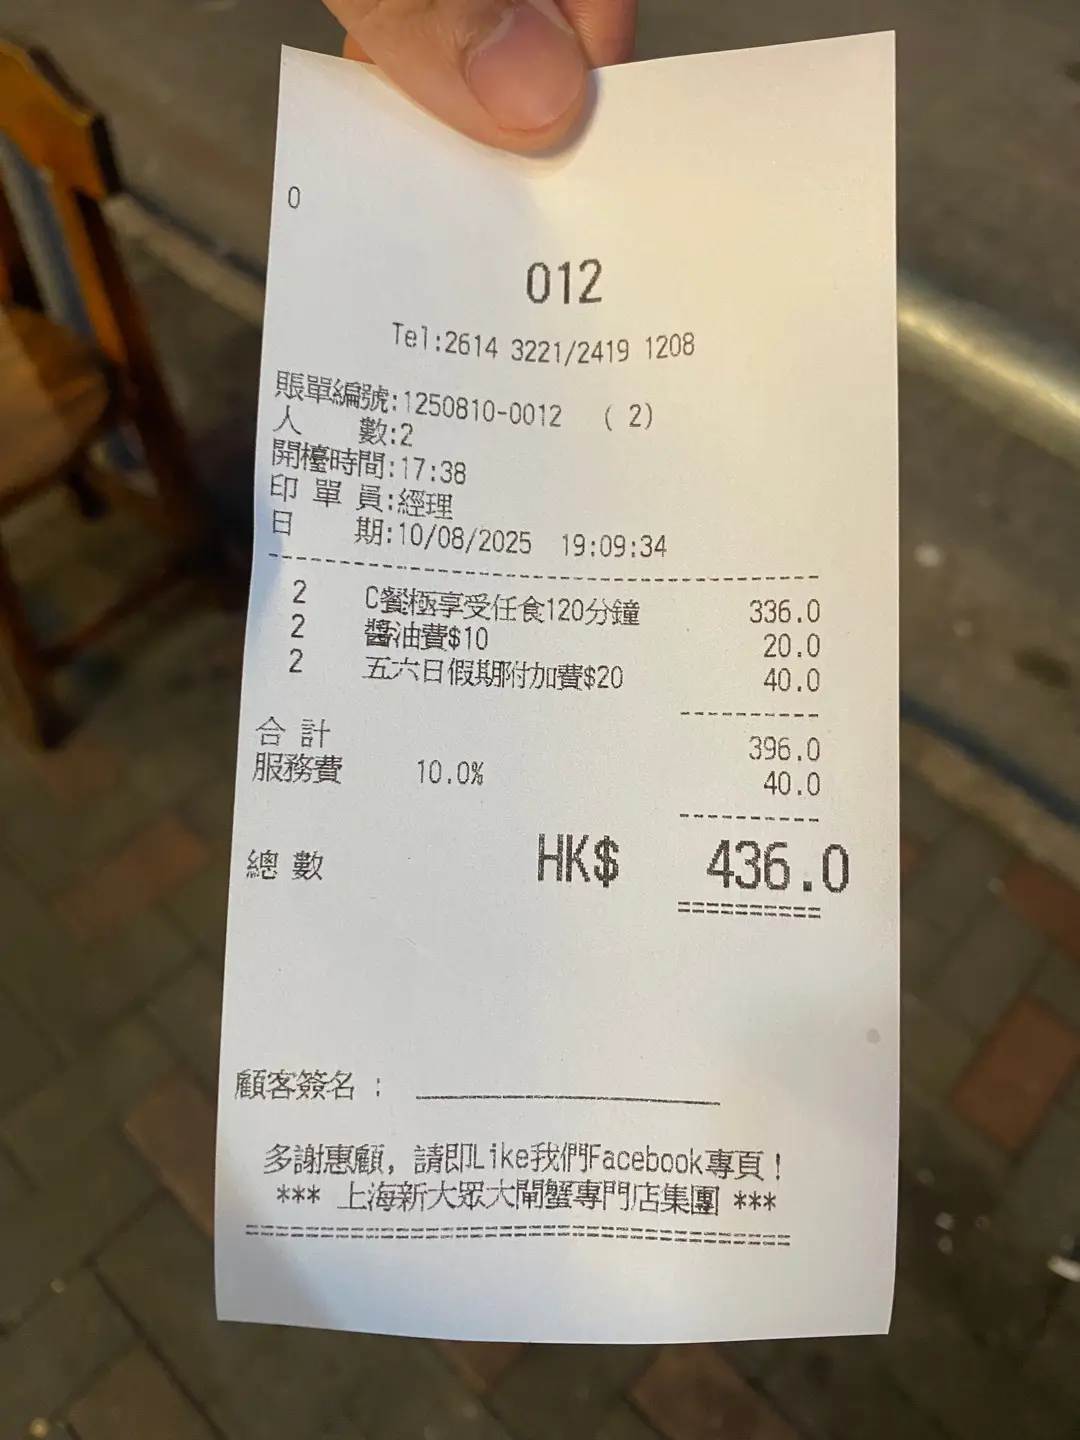 0
012
Tel:2614 3221/2419 1208
賬單編號:1250810-0012 ( 2)
人 數:2
開檯時間:17:38
印單員:經理
日 期:10/08/2025 19:09:34
2 C餐極享受任食120分鐘 336.0
2 醬油費$10 20.0
2 五六日假期附加費$20 40.0
合計 396.0
服務費 10.0% 40.0
總數 HK$ 436.0
顧客簽名 :
多謝惠顧, 請即Like我們Facebook專頁!
*** 上海新大眾大閘蟹專門店集團 ***